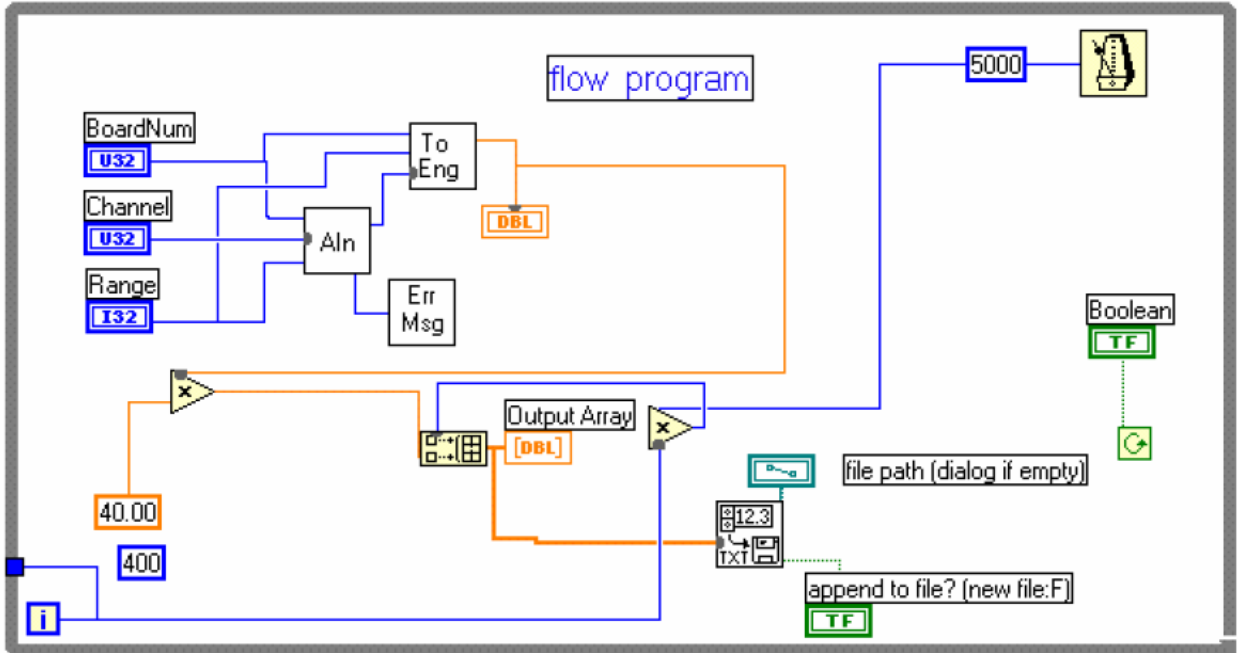 flow program
5000
BoardNum
U32
To
Eng
Channel
U32
AIn
DBL
Range
I32
Err
Msg
Boolean
TF
x
Output Array
[DBL]
x
file path (dialog if empty)
40.00
12.3
TXT
400
append to file? (new file:F)
TF
i